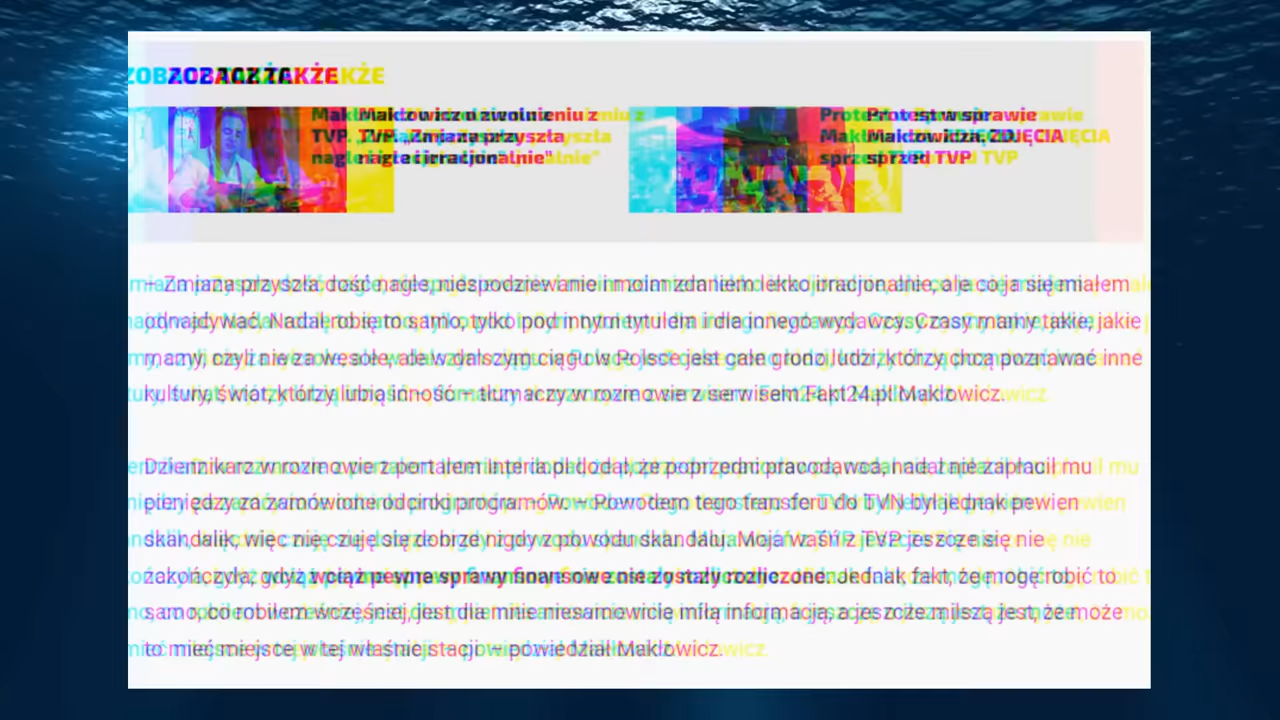 ZOBACZ TAKŻE
Makłowicz o zwolnieniu z
TVP. „Zmiany przyszła
nagle i irracjonalnie"
Protest w sprawie
Makłowicza. ZDJĘCIA
sprzed TVP
– Zmiany przyszła dość nagle, niespodziewanie i moim zdaniem lekko irracjonalnie, ale co ja się miałem
odnajdywać. Nadal robię to samo, tylko pod innym tytułem i dla innego wydawcy. Czasy mamy takie, jakie
mamy, czyli nie za wesołe, ale w dalszym ciągu w Polsce jest całe grono ludzi, którzy chcą poznawać inne
kultury, świat, którzy lubią inność – tłumaczy w rozmowie z serwisem Fakt24.pl Makłowicz.
Dziennikarz w rozmowie z portalem Interia.pl dodał, że poprzedni pracodawca, nadal nie zapłacił mu
pieniędzy za zamówione odcinki programów. – Powodem tego transferu do TVN był jednak pewien
skandalik, więc nie czuję się dobrze nigdy z powodu skandalu. Moja waśń z TVP jeszcze się nie
zakończyła, gdyż wciąż pewne sprawy finansowe nie zostały rozliczone. Jednak fakt, że mogę robić to
samo, co robiłem wcześniej, jest dla mnie niesamowicie miłą informacją, a jeszcze milszą jest, że może
to mieć miejsce w tej właśnie stacji – powiedział Makłowicz.